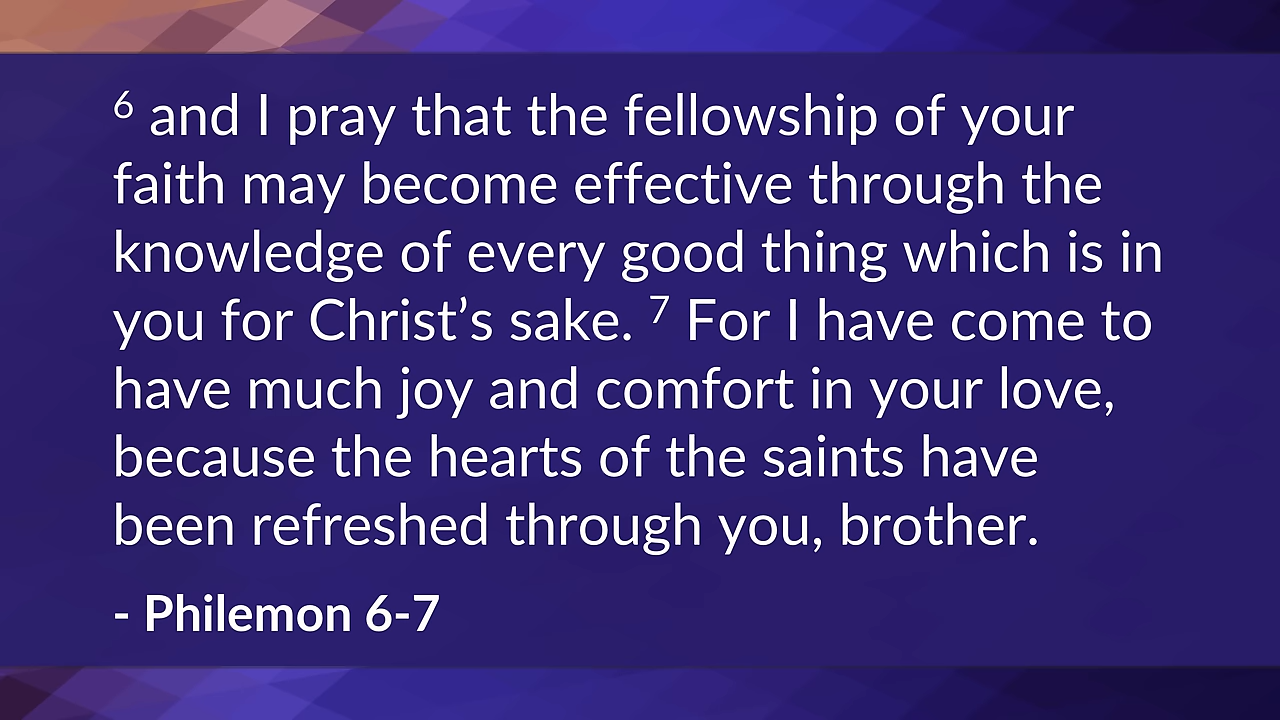 6 and I pray that the fellowship of your
faith may become effective through the
knowledge of every good thing which is in
you for Christ’s sake. 7 For I have come to
have much joy and comfort in your love,
because the hearts of the saints have
been refreshed through you, brother.
- Philemon 6-7